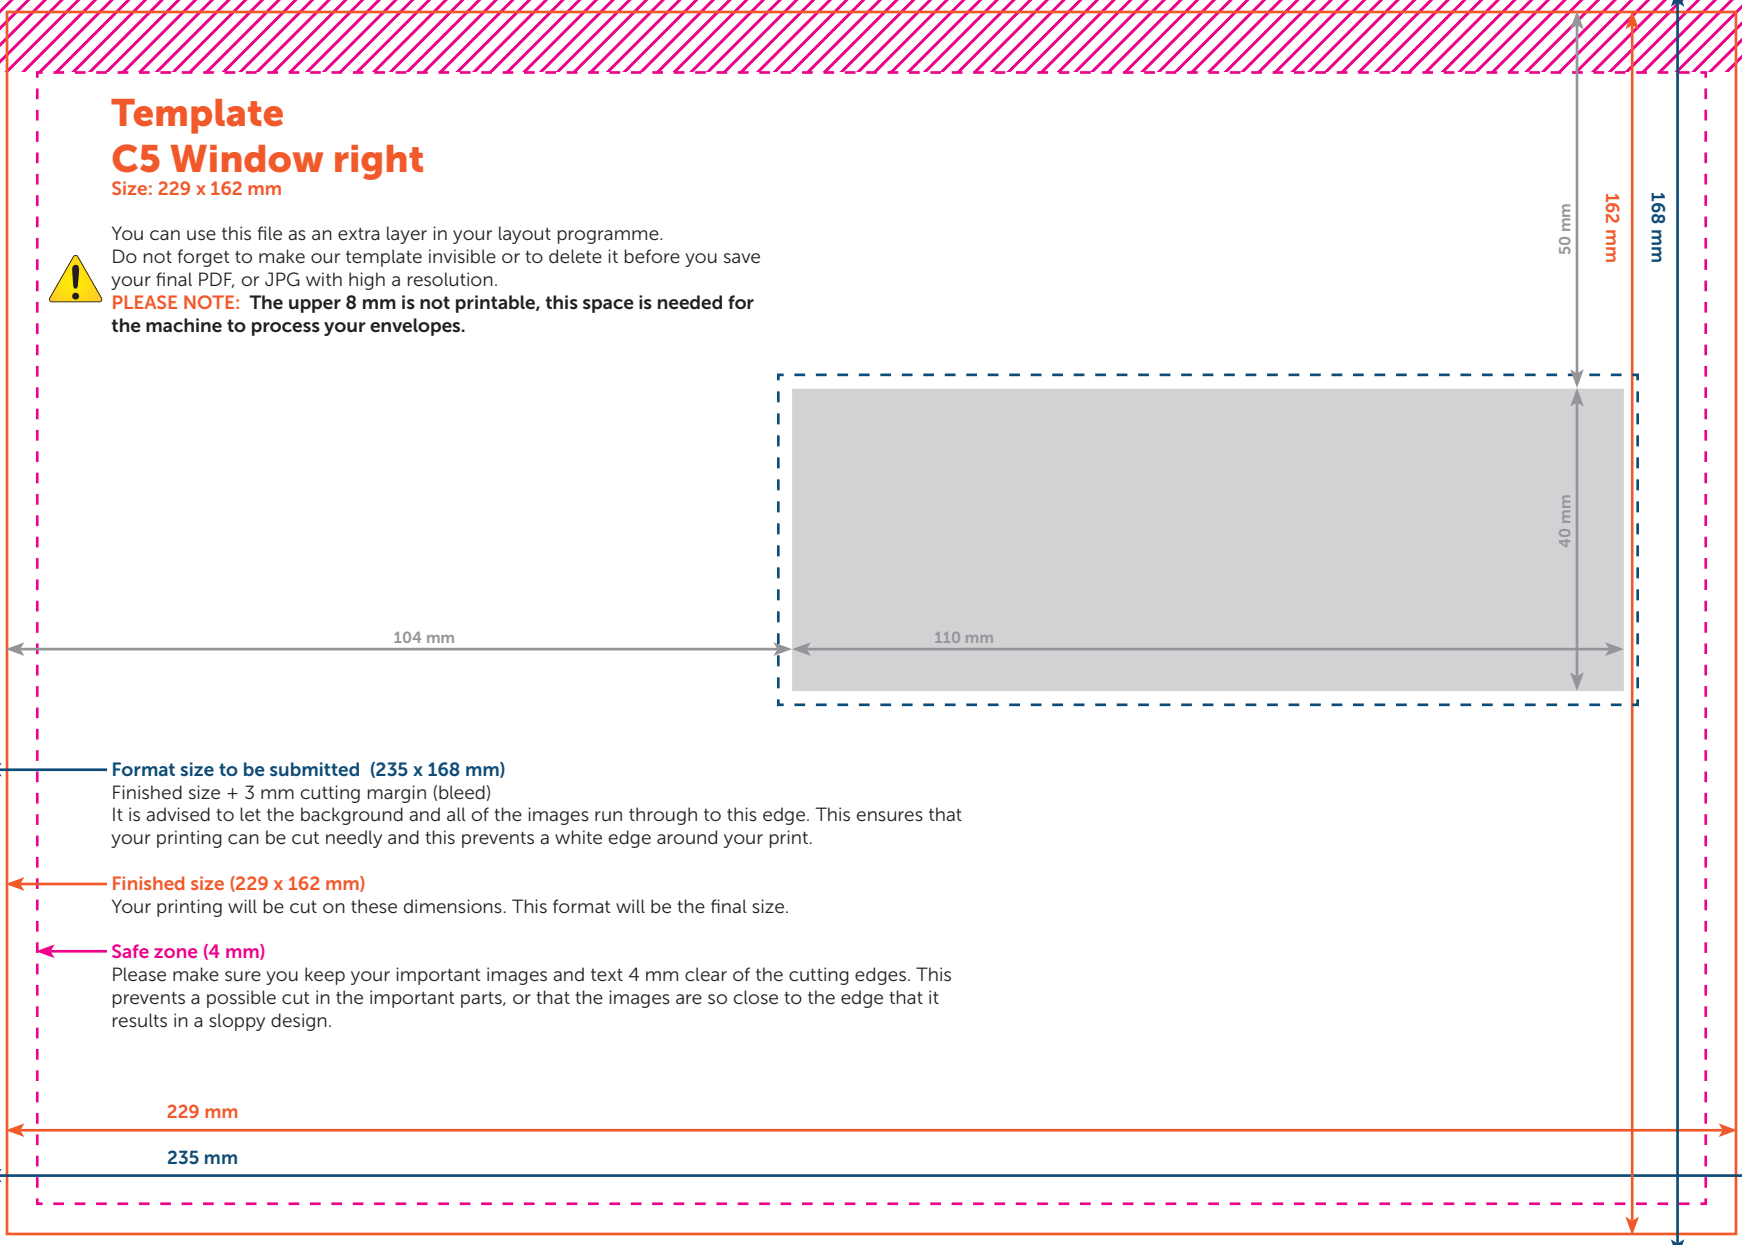 Template
C5 Window right
Size: 229 x 162 mm
You can use this file as an extra layer in your layout programme.
Do not forget to make our template invisible or to delete it before you save
your final PDF, or JPG with high a resolution.
PLEASE NOTE: The upper 8 mm is not printable, this space is needed for
the machine to process your envelopes.
50 mm
162 mm
168 mm
40 mm
104 mm
110 mm
Format size to be submitted (235 x 168 mm)
Finished size + 3 mm cutting margin (bleed)
It is advised to let the background and all of the images run through to this edge. This ensures that
your printing can be cut needly and this prevents a white edge around your print.
Finished size (229 x 162 mm)
Your printing will be cut on these dimensions. This format will be the final size.
Safe zone (4 mm)
Please make sure you keep your important images and text 4 mm clear of the cutting edges. This
prevents a possible cut in the important parts, or that the images are so close to the edge that it
results in a sloppy design.
229 mm
235 mm